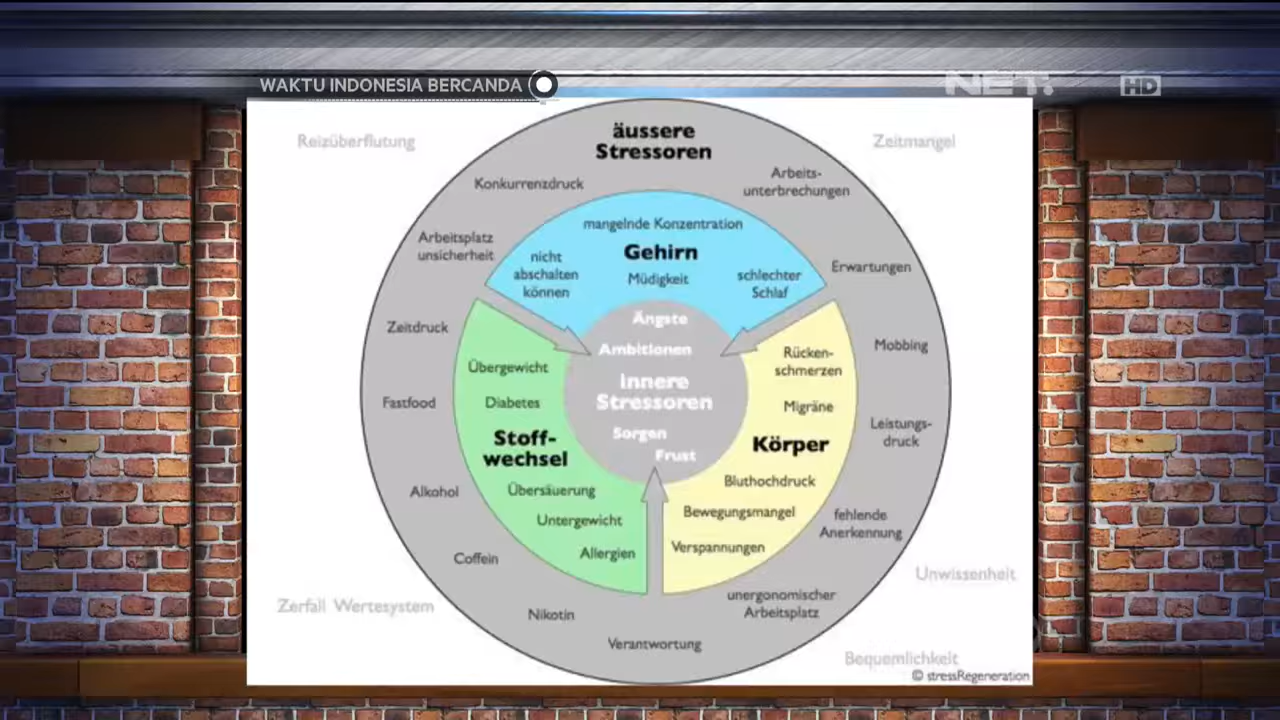 WAKTU INDONESIA BERCANDA
NET.
HD
Reizüberflutung
Zeitmangel
äussere
Stressoren
Konkurrenzdruck
Arbeits-
unterbrechungen
Arbeitsplatz
unsicherheit
Erwartungen
Zeitdruck
Mobbing
Fastfood
Leistungs-
druck
Alkohol
fehlende
Anerkennung
Coffein
Nikotin
unergonomischer
Arbeitsplatz
Verantwortung
mangelnde Konzentration
Gehirn
nicht
abschalten
können
Müdigkeit
schlechter
Schlaf
Ängste
Ambitionen
Innere
Stressoren
Sorgen
Frust
Übergewicht
Diabetes
Stoff-
wechsel
Übersäuerung
Untergewicht
Allergien
Rücken-
schmerzen
Migräne
Körper
Bluthochdruck
Bewegungsmangel
Verspannungen
Unwissenheit
Zerfall Wertesystem
Bequemlichkeit
© stressRegeneration